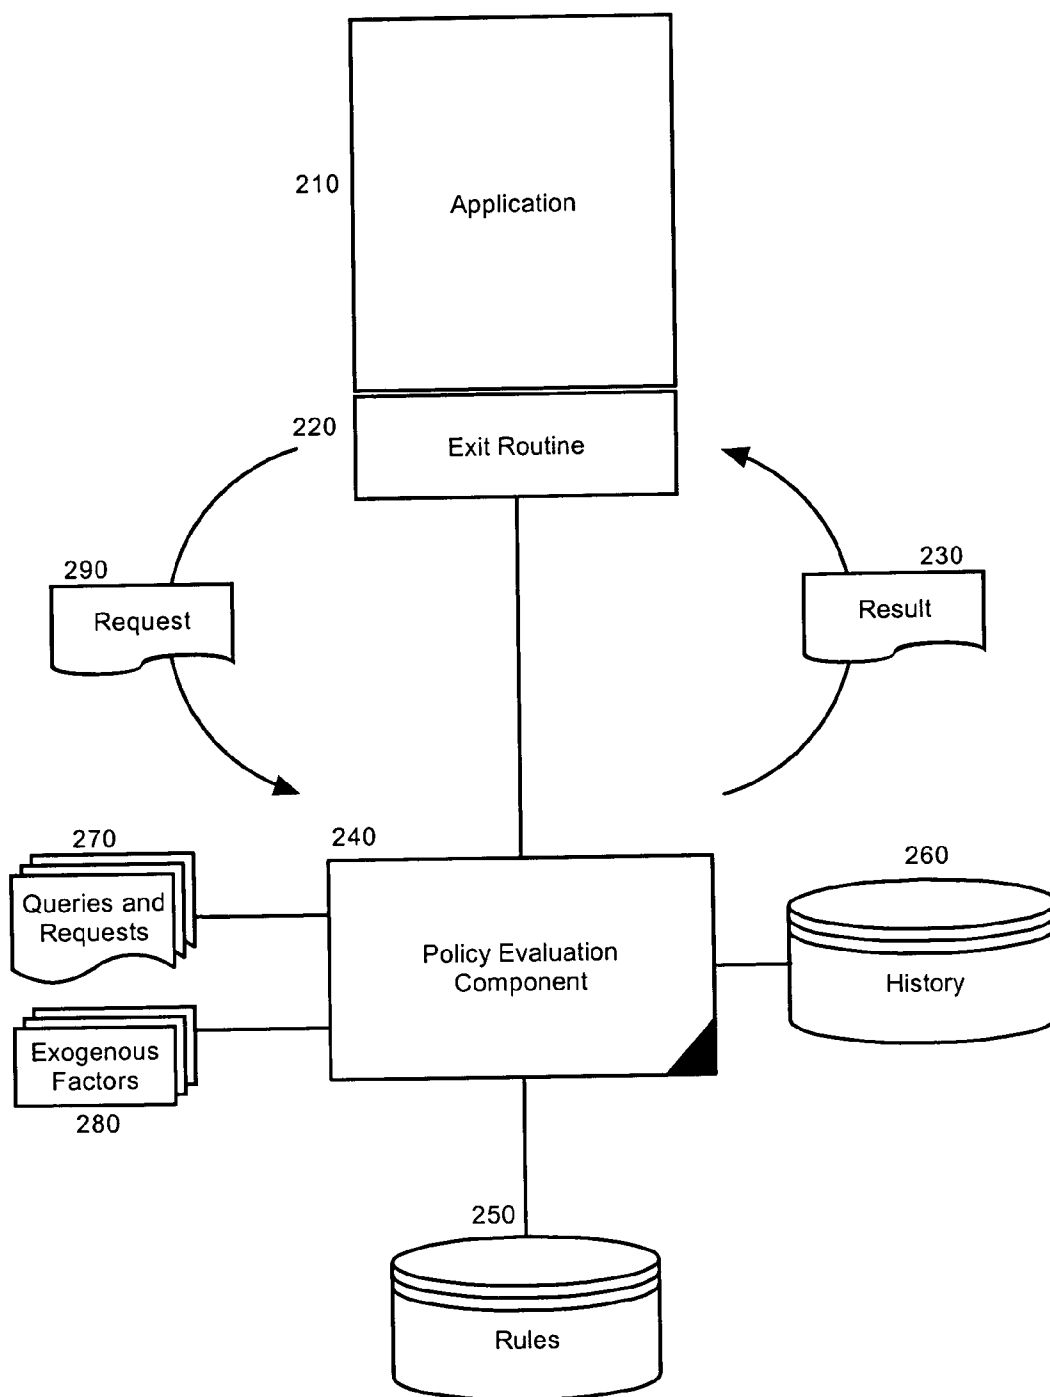 210
Application
220
Exit Routine
290
Request
230
Result
270
Queries and
Requests
240
Policy Evaluation
Component
260
History
Exogenous
Factors
280
250
Rules